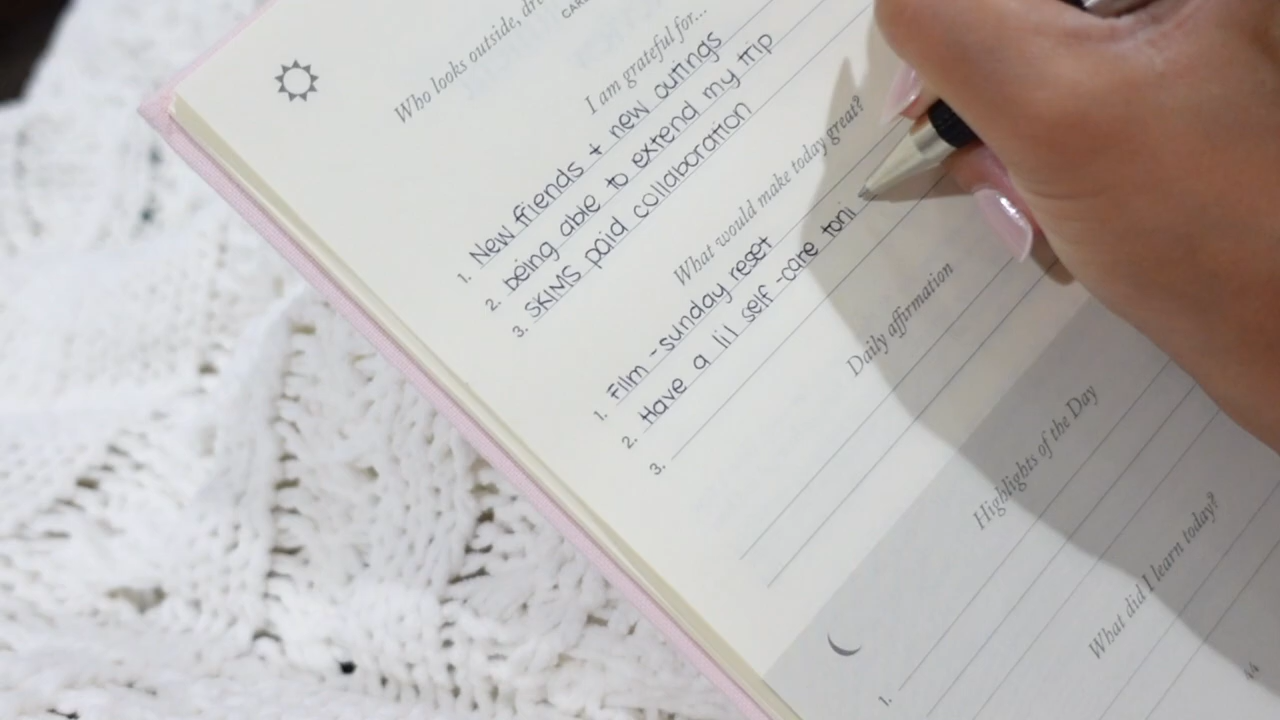 Who looks outside,
I am grateful for...
1. New friends + new outings
2. being able to extend my trip
3. SKIMS paid collaboration
What would make today great?
1. Film - sunday reset
2. Have a lil self-care toni
3.
Daily affirmation
Highlights of the Day
1.
What did I learn today?